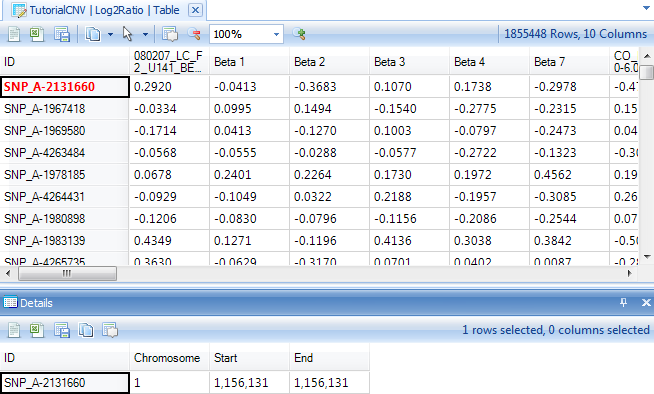 TutorialCNV | Log2Ratio | Table
100% 1855448 Rows, 10 Columns
ID 080207_LC_F2_U141_BE... Beta 1 Beta 2 Beta 3 Beta 4 Beta 7 CO_ 0-6.0
SNP_A-2131660 0.2920 -0.0413 -0.3683 0.1070 0.1738 -0.2978 -0.47
SNP_A-1967418 -0.0334 0.0995 0.1494 -0.1540 -0.2775 -0.2315 0.15
SNP_A-1969580 -0.1714 0.0413 -0.1270 0.1003 -0.0797 -0.2473 0.04
SNP_A-4263484 -0.0568 -0.0555 -0.0288 -0.0577 -0.2722 -0.1323 -0.30
SNP_A-1978185 0.0678 0.2401 0.2264 0.1730 0.1972 0.4562 0.19
SNP_A-4264431 -0.0929 -0.1049 0.0322 0.2188 -0.1957 -0.3085 0.26
SNP_A-1980898 -0.1206 -0.0830 -0.0796 -0.1156 -0.2086 -0.2544 0.07
SNP_A-1983139 0.4349 0.1271 -0.1196 0.4136 0.3038 0.3842 -0.50
SNP_A-4265735 0.3630 -0.0629 -0.3170 0.0701 0.0402 0.0087 -0.28
Details
1 rows selected, 0 columns selected
ID Chromosome Start End
SNP_A-2131660 1 1,156,131 1,156,131